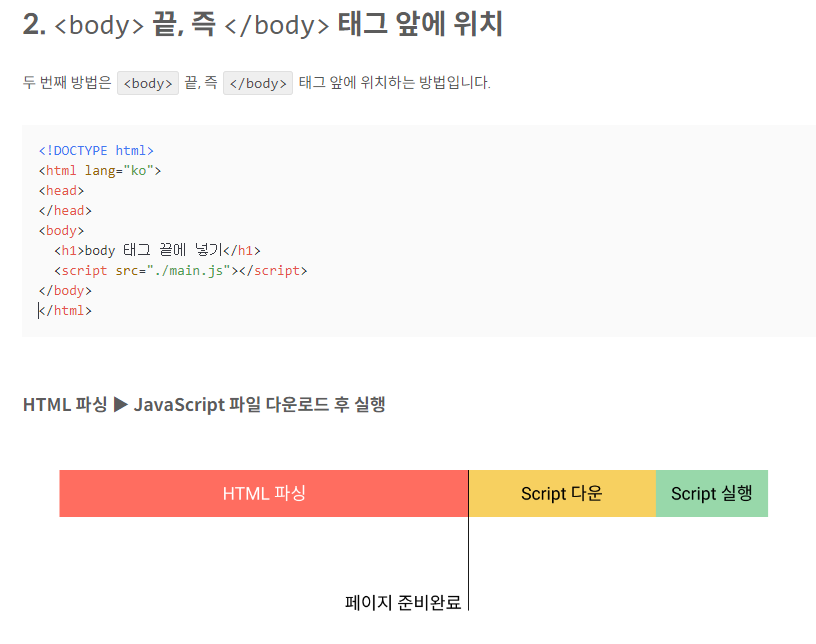 2. <body> 끝, 즉 </body> 태그 앞에 위치
두 번째 방법은 <body> 끝, 즉 </body> 태그 앞에 위치하는 방법입니다.
<!DOCTYPE html>
<html lang="ko">
<head>
</head>
<body>
  <h1>body 태그 끝에 넣기</h1>
  <script src="./main.js"></script>
</body>
</html>
HTML 파싱 ▶ JavaScript 파일 다운로드 후 실행
HTML 파싱 Script 다운 Script 실행
페이지 준비완료